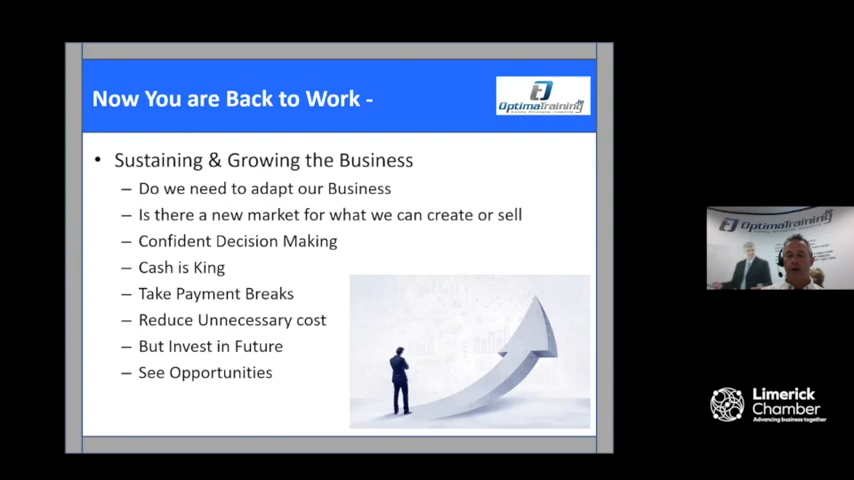 Now You are Back to Work -
OptimaTraining.ie
• Sustaining & Growing the Business
– Do we need to adapt our Business
– Is there a new market for what we can create or sell
– Confident Decision Making
– Cash is King
– Take Payment Breaks
– Reduce Unnecessary cost
– But Invest in Future
– See Opportunities
OptimaTraining
Limerick
Chamber
Advancing business together